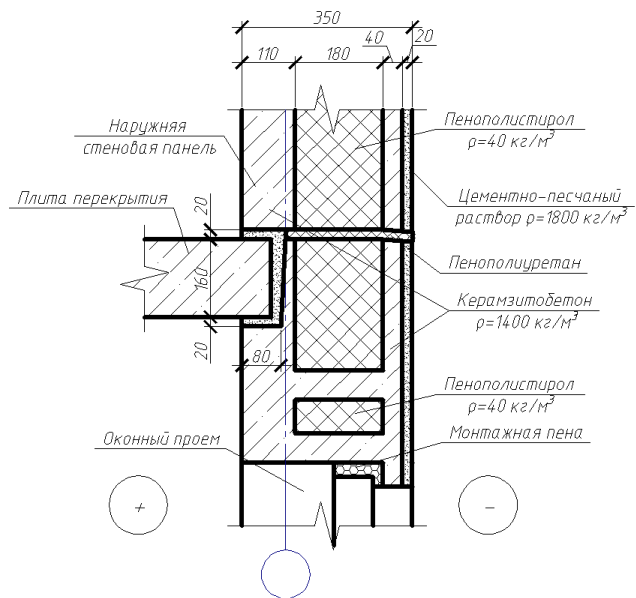 350
20
40
110
180
Наружняя
стеновая панель
Пенополистирол
ρ=40 кг/м³
Плита перекрытия
20
Цементно-песчаный
раствор ρ=1800 кг/м³
Пенополиуретан
160
Керамзитобетон
ρ=1400 кг/м³
20
80
Пенополистирол
ρ=40 кг/м³
Оконный проем
Монтажная пена
+
-